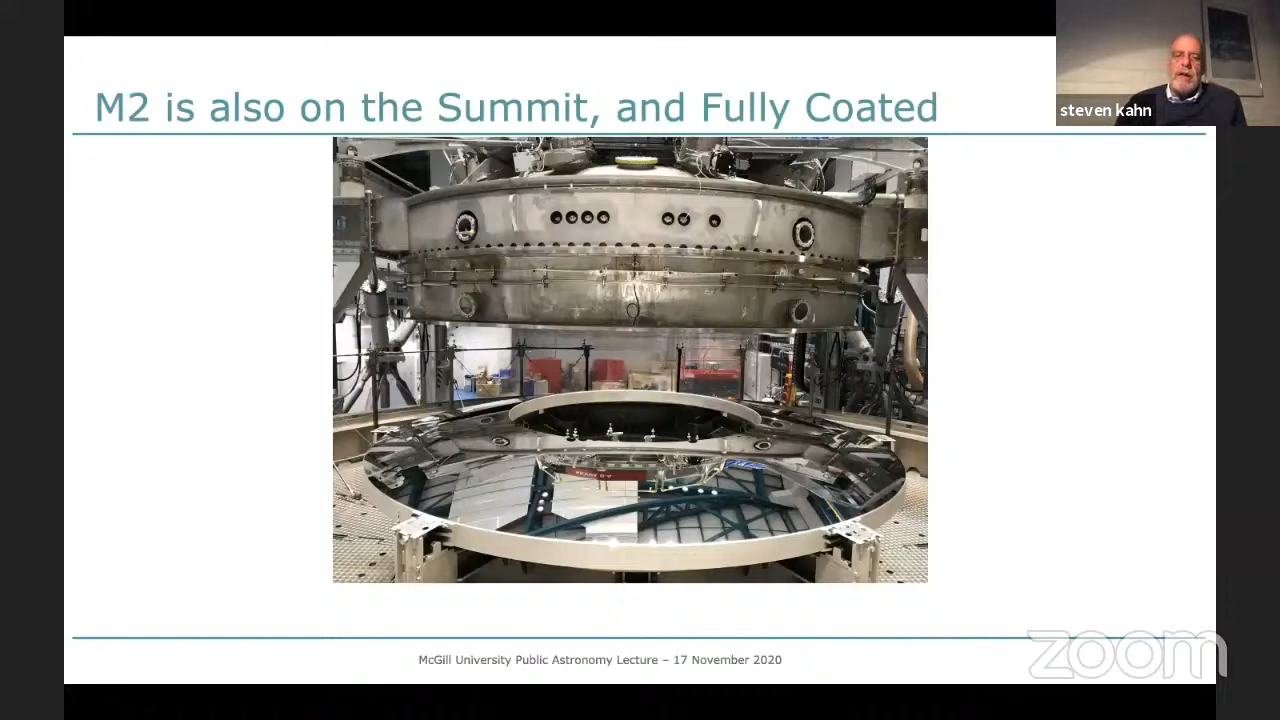 M2 is also on the Summit, and Fully Coated
steven kahn
McGill University Public Astronomy Lecture – 17 November 2020
zoom